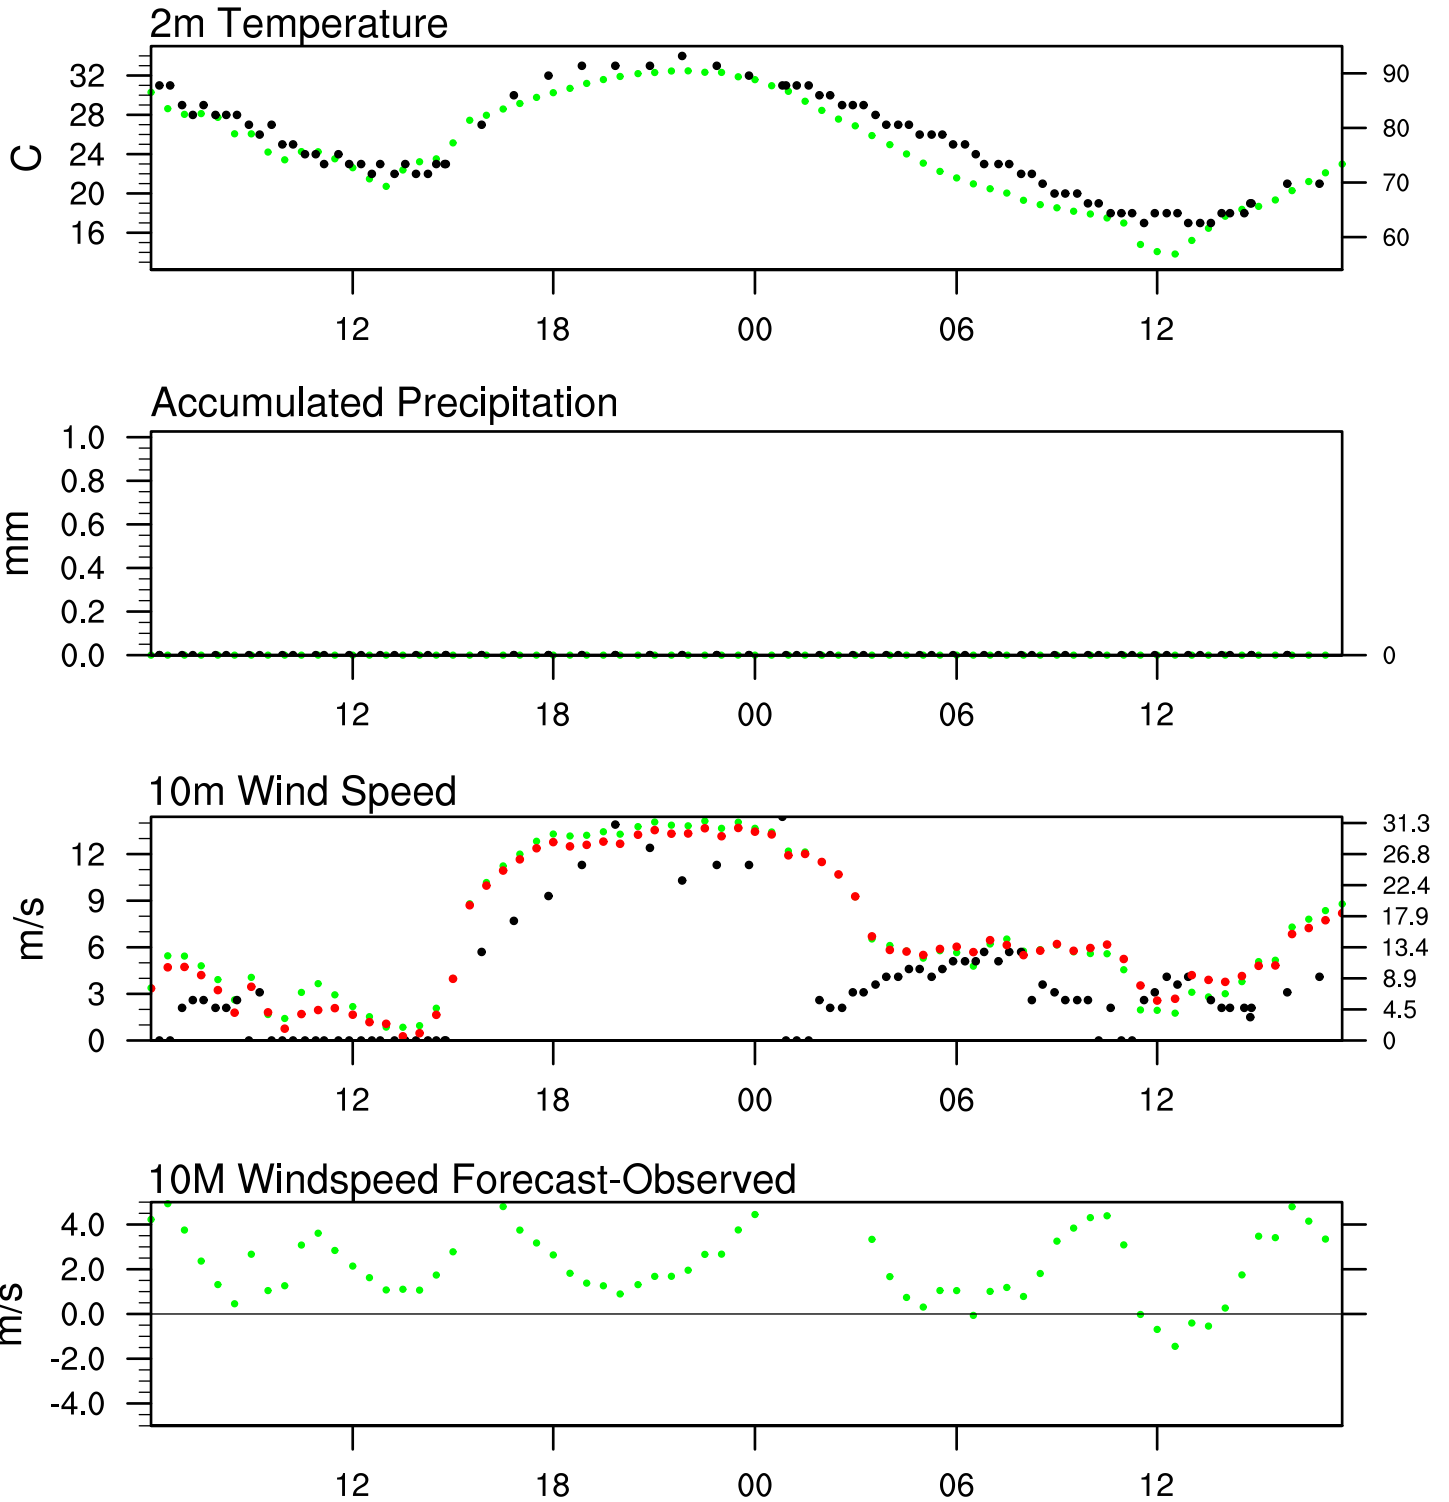 2m Temperature
C
32
28
24
20
16
90
80
70
60
12 18 00 06 12
Accumulated Precipitation
mm
1.0
0.8
0.6
0.4
0.2
0.0
0
12 18 00 06 12
10m Wind Speed
m/s
12
9
6
3
0
31.3
26.8
22.4
17.9
13.4
8.9
4.5
0
12 18 00 06 12
10M Windspeed Forecast-Observed
m/s
4.0
2.0
0.0
-2.0
-4.0
12 18 00 06 12